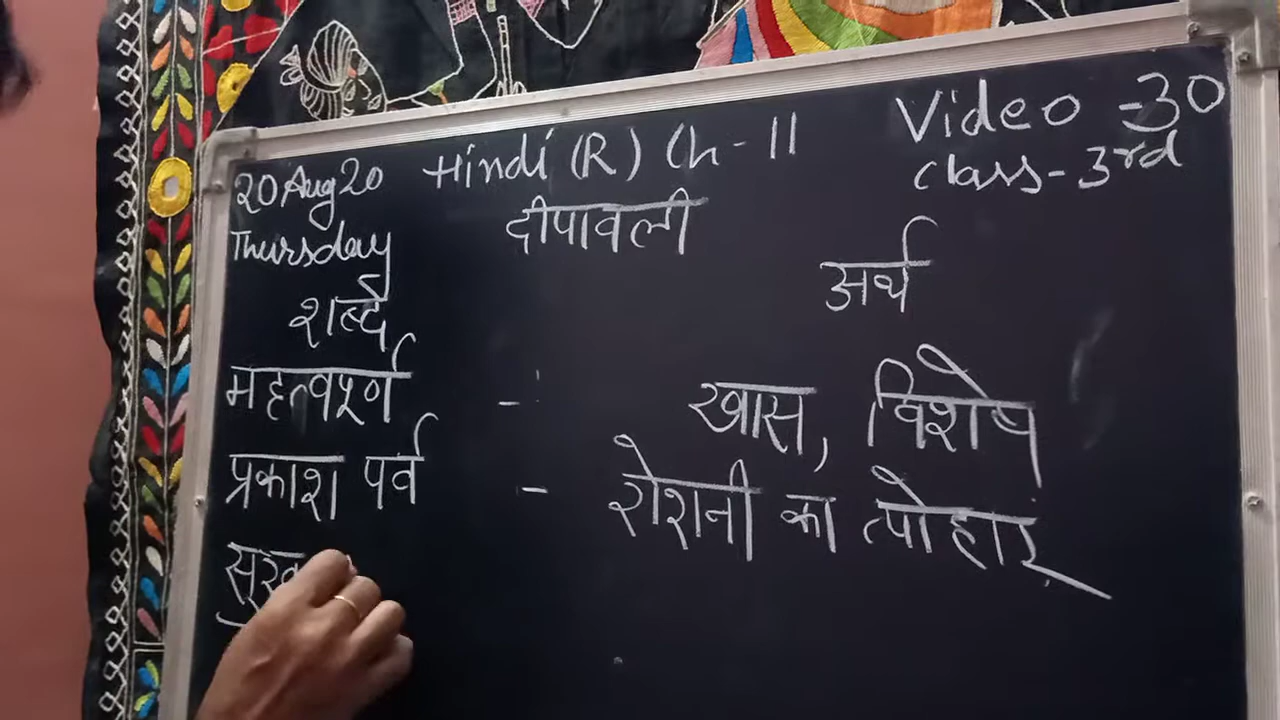 20 Aug 20
Thursday
Hindi (R) Ch - 11
Video - 30
Class - 3rd
दीपावली
शब्द
अर्थ
महत्वपूर्ण - खास, विशेष
प्रकाश पर्व - रोशनी का त्योहार